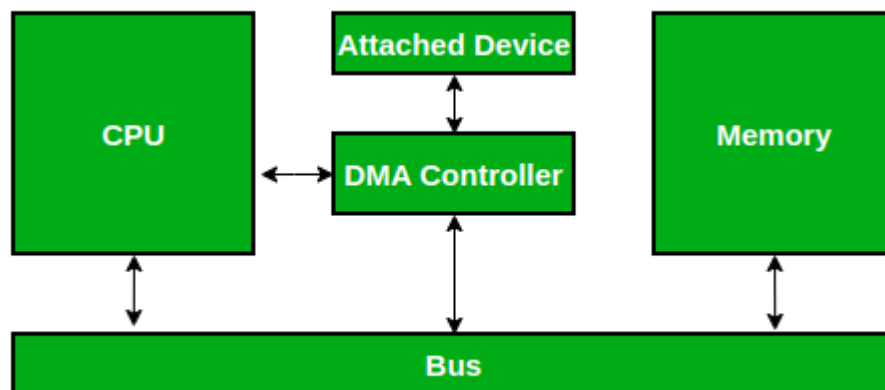 Attached Device
CPU
DMA Controller
Memory
Bus